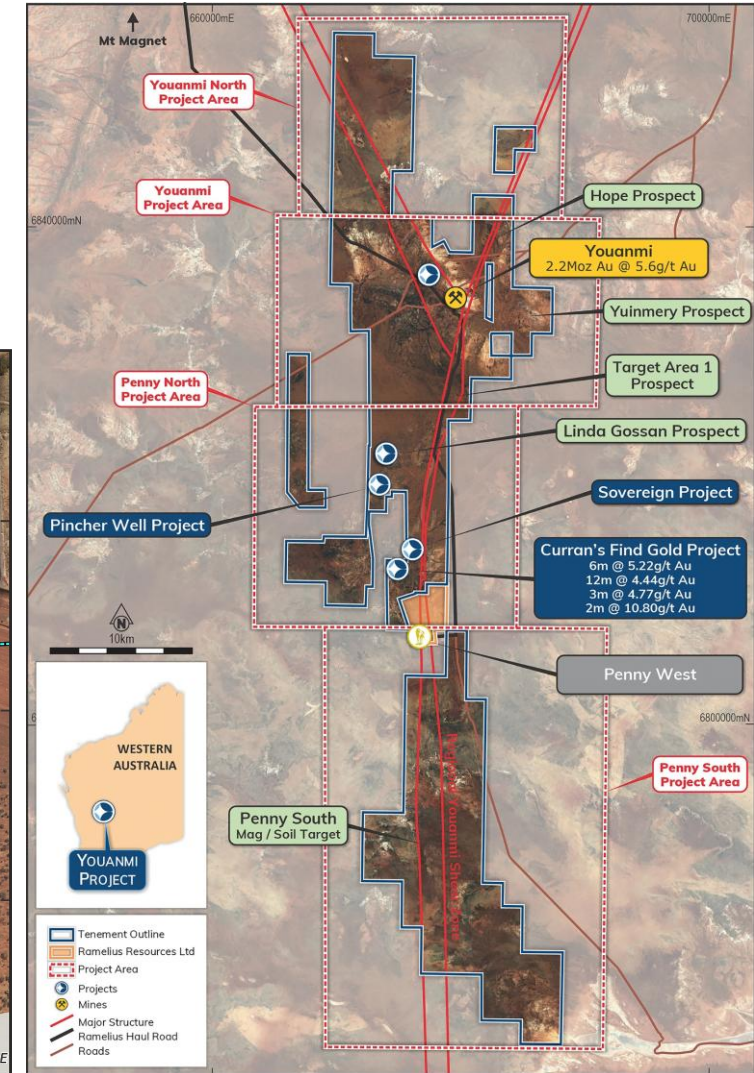 660000mE
700000mE
Mt Magnet
Youanmi North
Project Area
Youanmi
Project Area
6840000mN
Hope Prospect
Youanmi
2.2Moz Au @ 5.6g/t Au
Yuinmery Prospect
Target Area 1
Prospect
Penny North
Project Area
Linda Gossan Prospect
Pincher Well Project
Sovereign Project
Curran's Find Gold Project
6m @ 5.22g/t Au
12m @ 4.44g/t Au
3m @ 4.77g/t Au
2m @ 10.80g/t Au
N
10km
Penny West
6800000mN
WESTERN
AUSTRALIA
YOUANMI
PROJECT
Penny South
Project Area
Penny South
Mag / Soil Target
Youanmi
Tenement Outline
Ramelius Resources Ltd
Project Area
Projects
Mines
Major Structure
Ramelius Haul Road
Roads
E